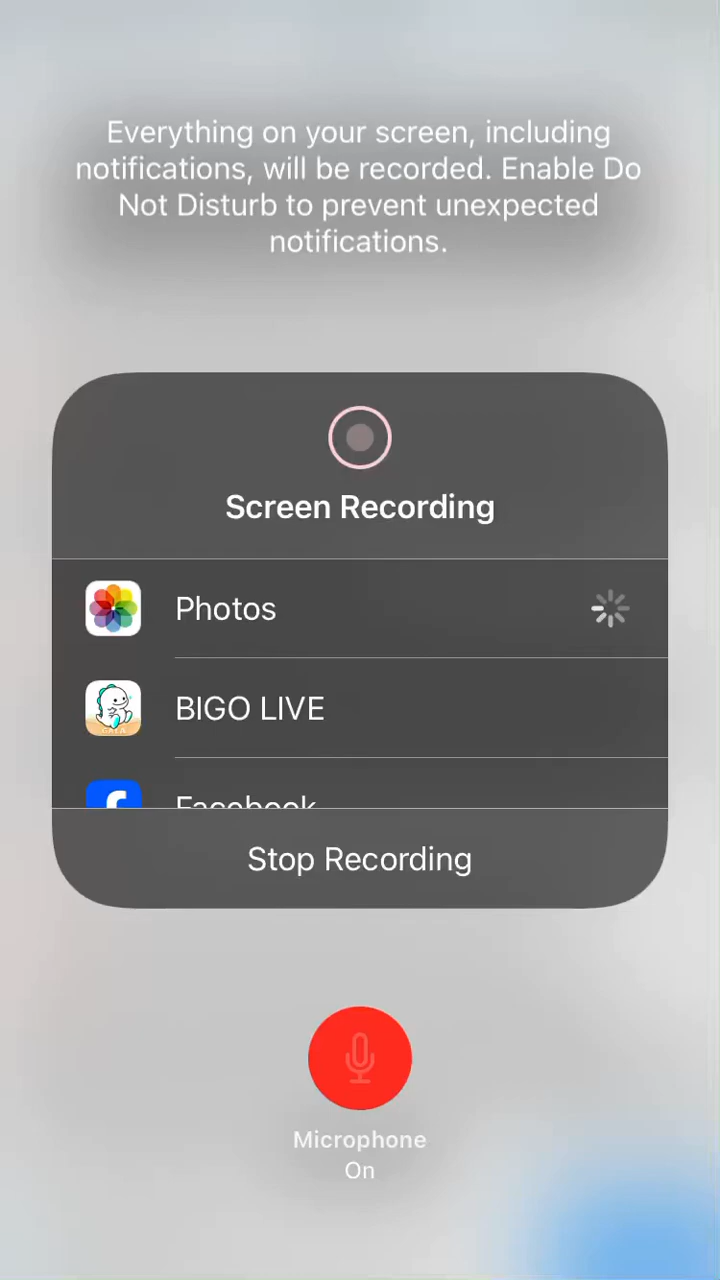 Everything on your screen, including
notifications, will be recorded. Enable Do
Not Disturb to prevent unexpected
notifications.
Screen Recording
Photos
BIGO LIVE
Facebook
Stop Recording
Microphone
On